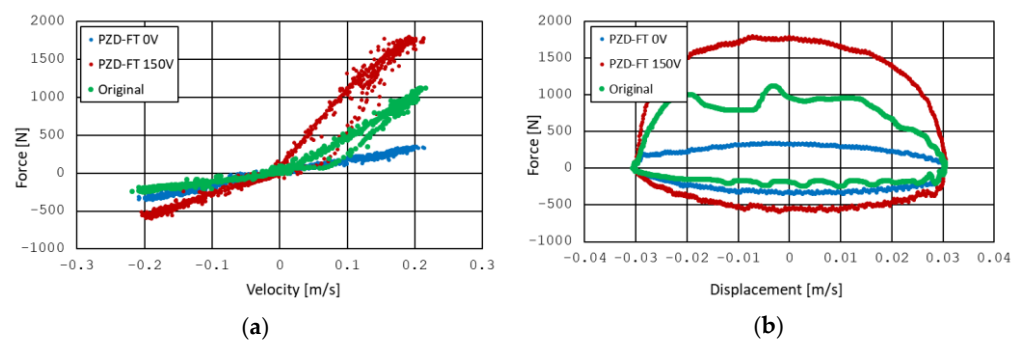 2000
1500
1000
500
0
−500
−1000
Force [N]
PZD-FT 0V
PZD-FT 150V
Original
−0.3 −0.2 −0.1 0 0.1 0.2 0.3
Velocity [m/s]
(a)
2000
1500
1000
500
0
−500
−1000
Force [N]
PZD-FT 0V
PZD-FT 150V
Original
−0.04 −0.03 −0.02 −0.01 0 0.01 0.02 0.03 0.04
Displacement [m/s]
(b)